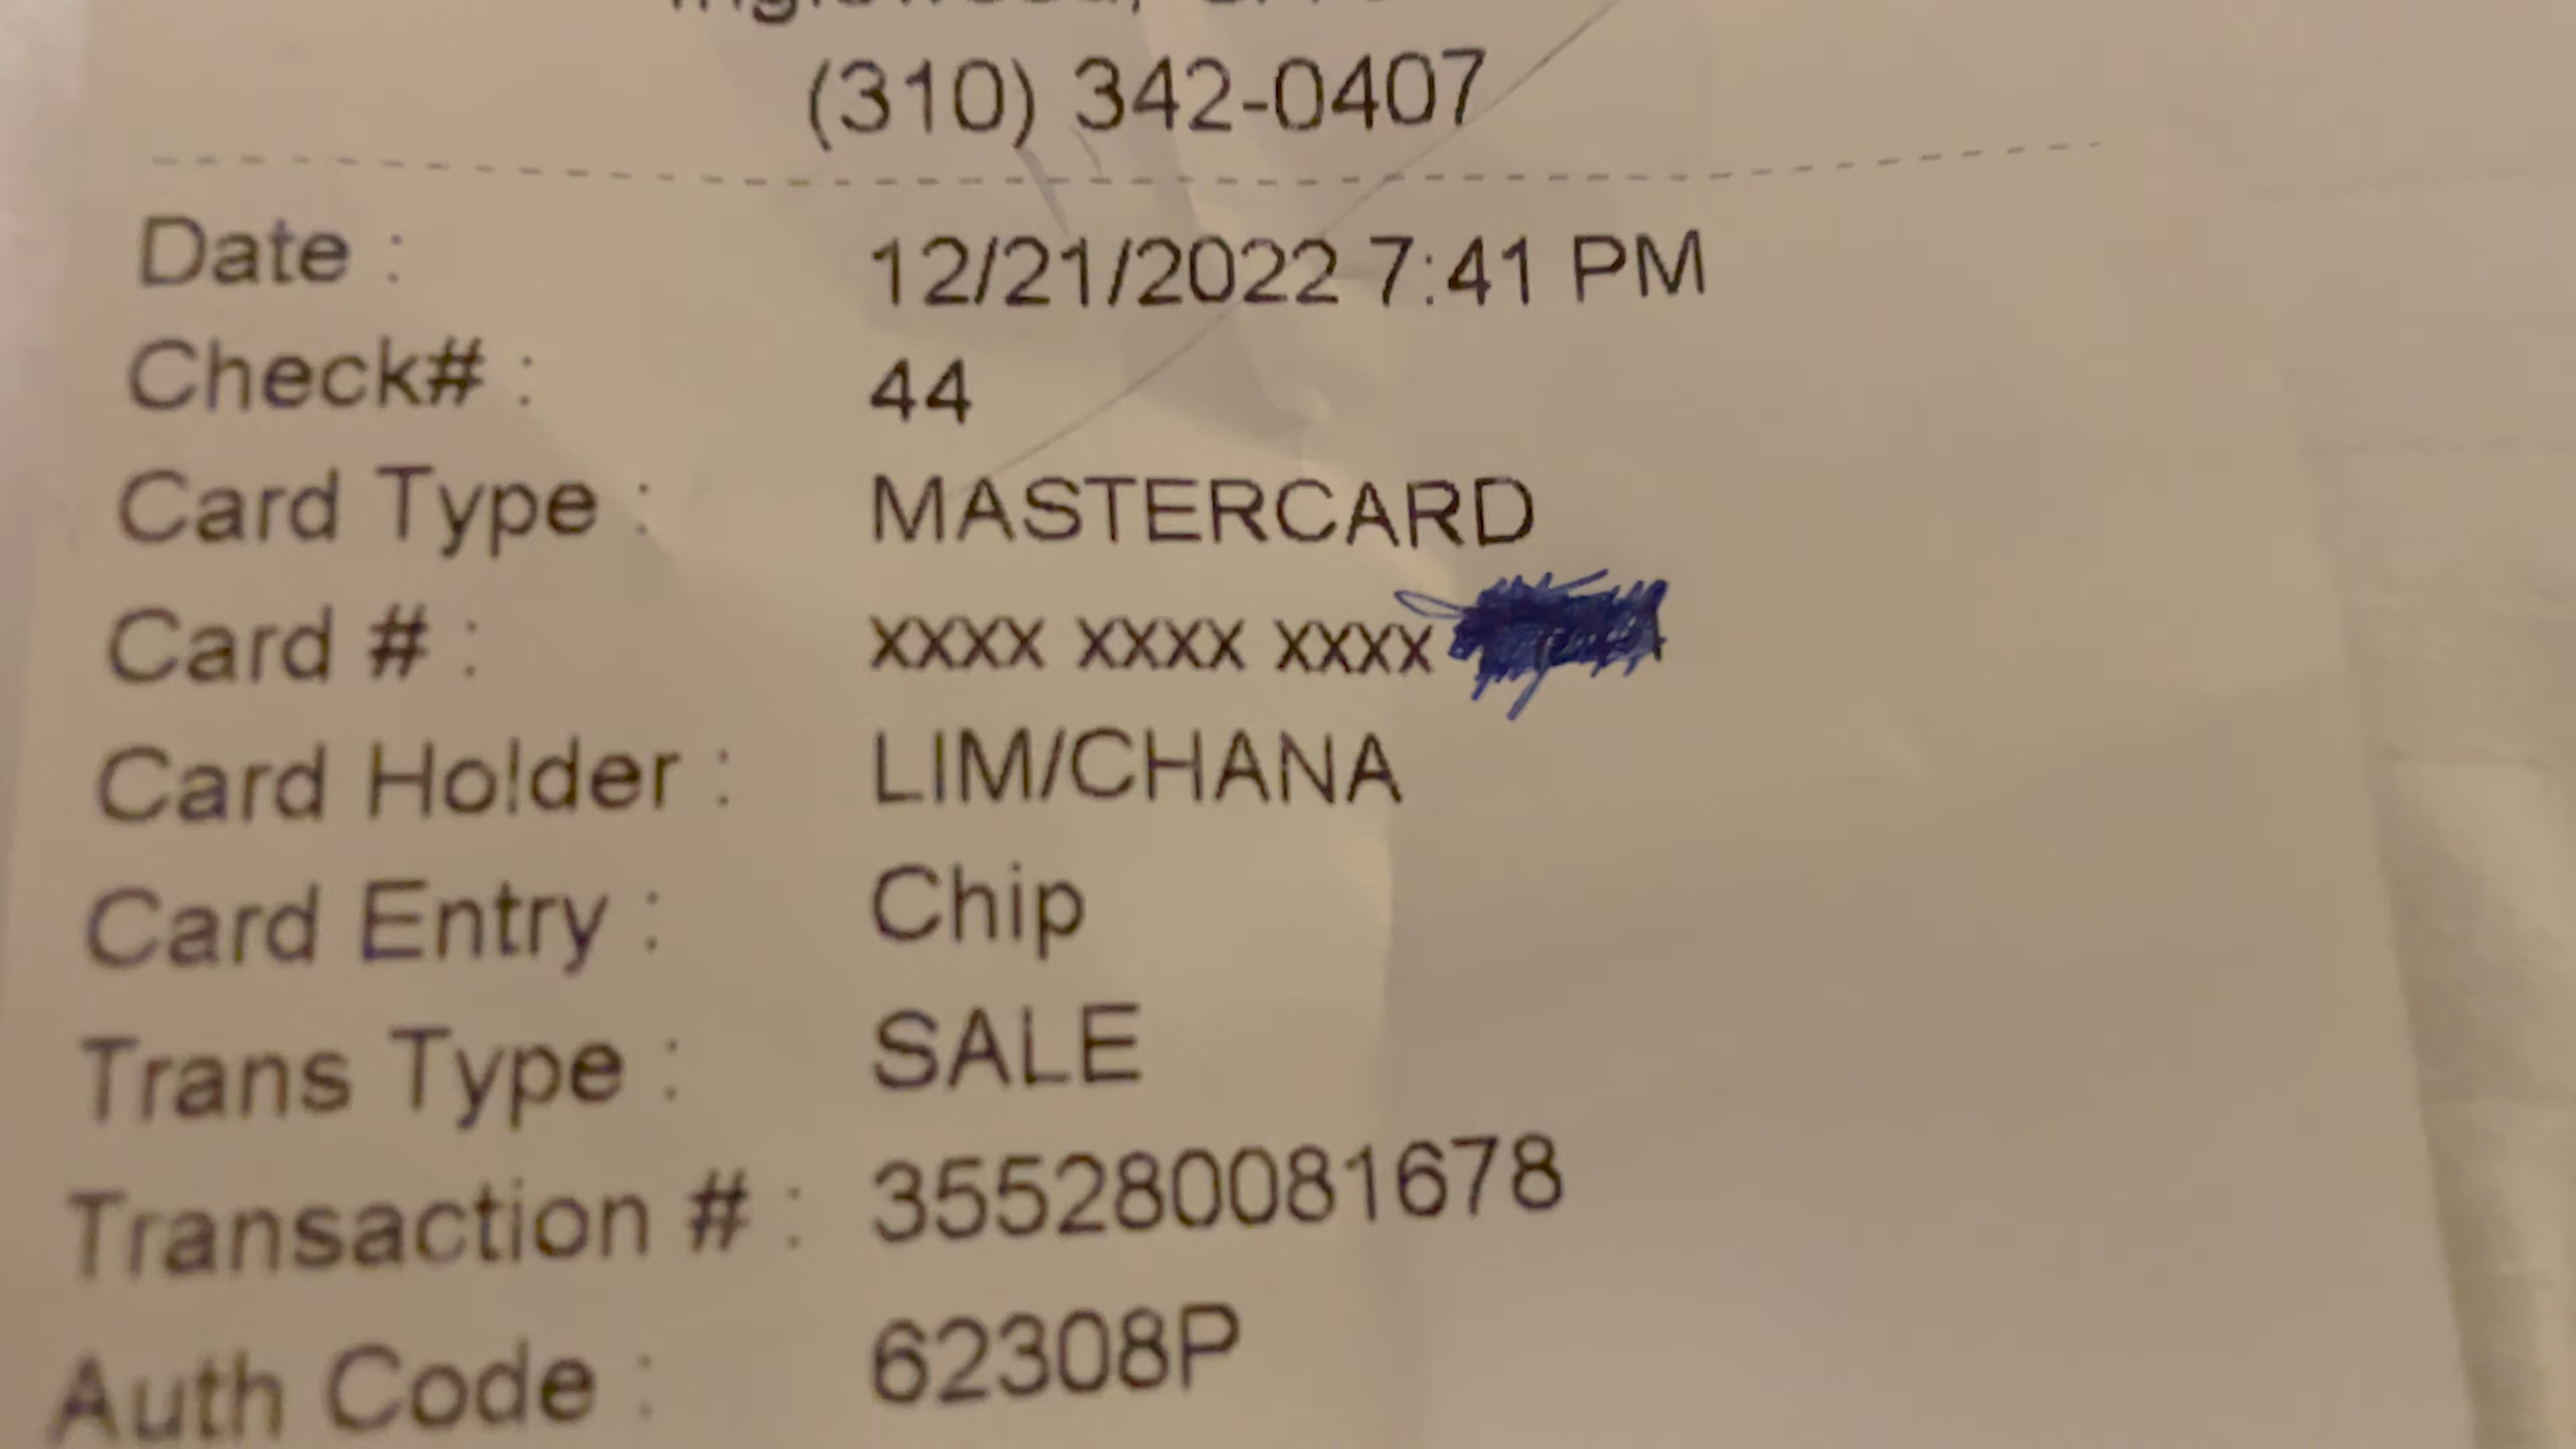 (310) 342-0407
Date : 12/21/2022 7:41 PM
Check# : 44
Card Type : MASTERCARD
Card # : XXXX XXXX XXXX
Card Holder : LIM/CHANA
Card Entry : Chip
Trans Type : SALE
Transaction # : 355280081678
Auth Code : 62308P